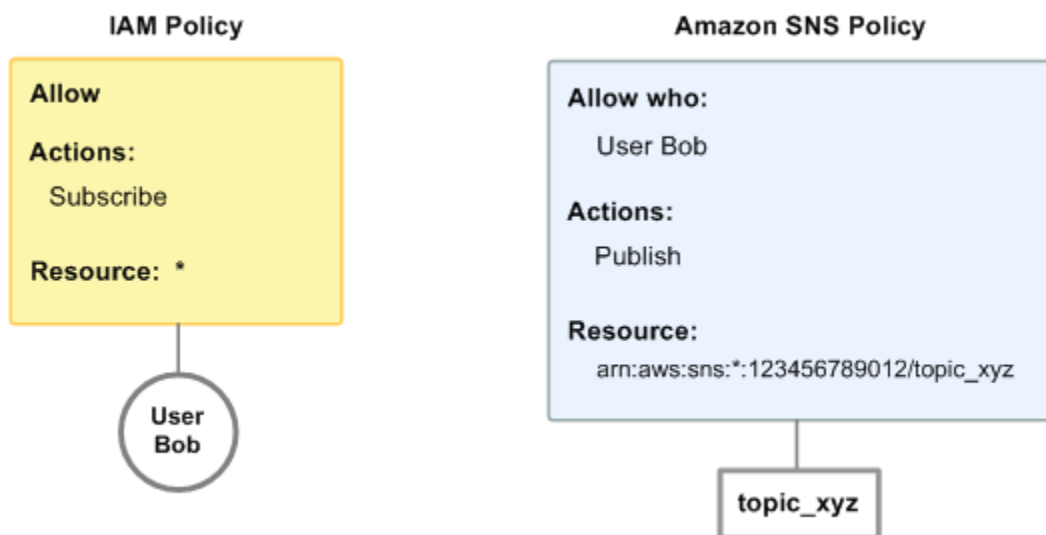 IAM Policy
Allow
Actions:
Subscribe
Resource: *
User
Bob
Amazon SNS Policy
Allow who:
User Bob
Actions:
Publish
Resource:
arn:aws:sns:*:123456789012/topic_xyz
topic_xyz